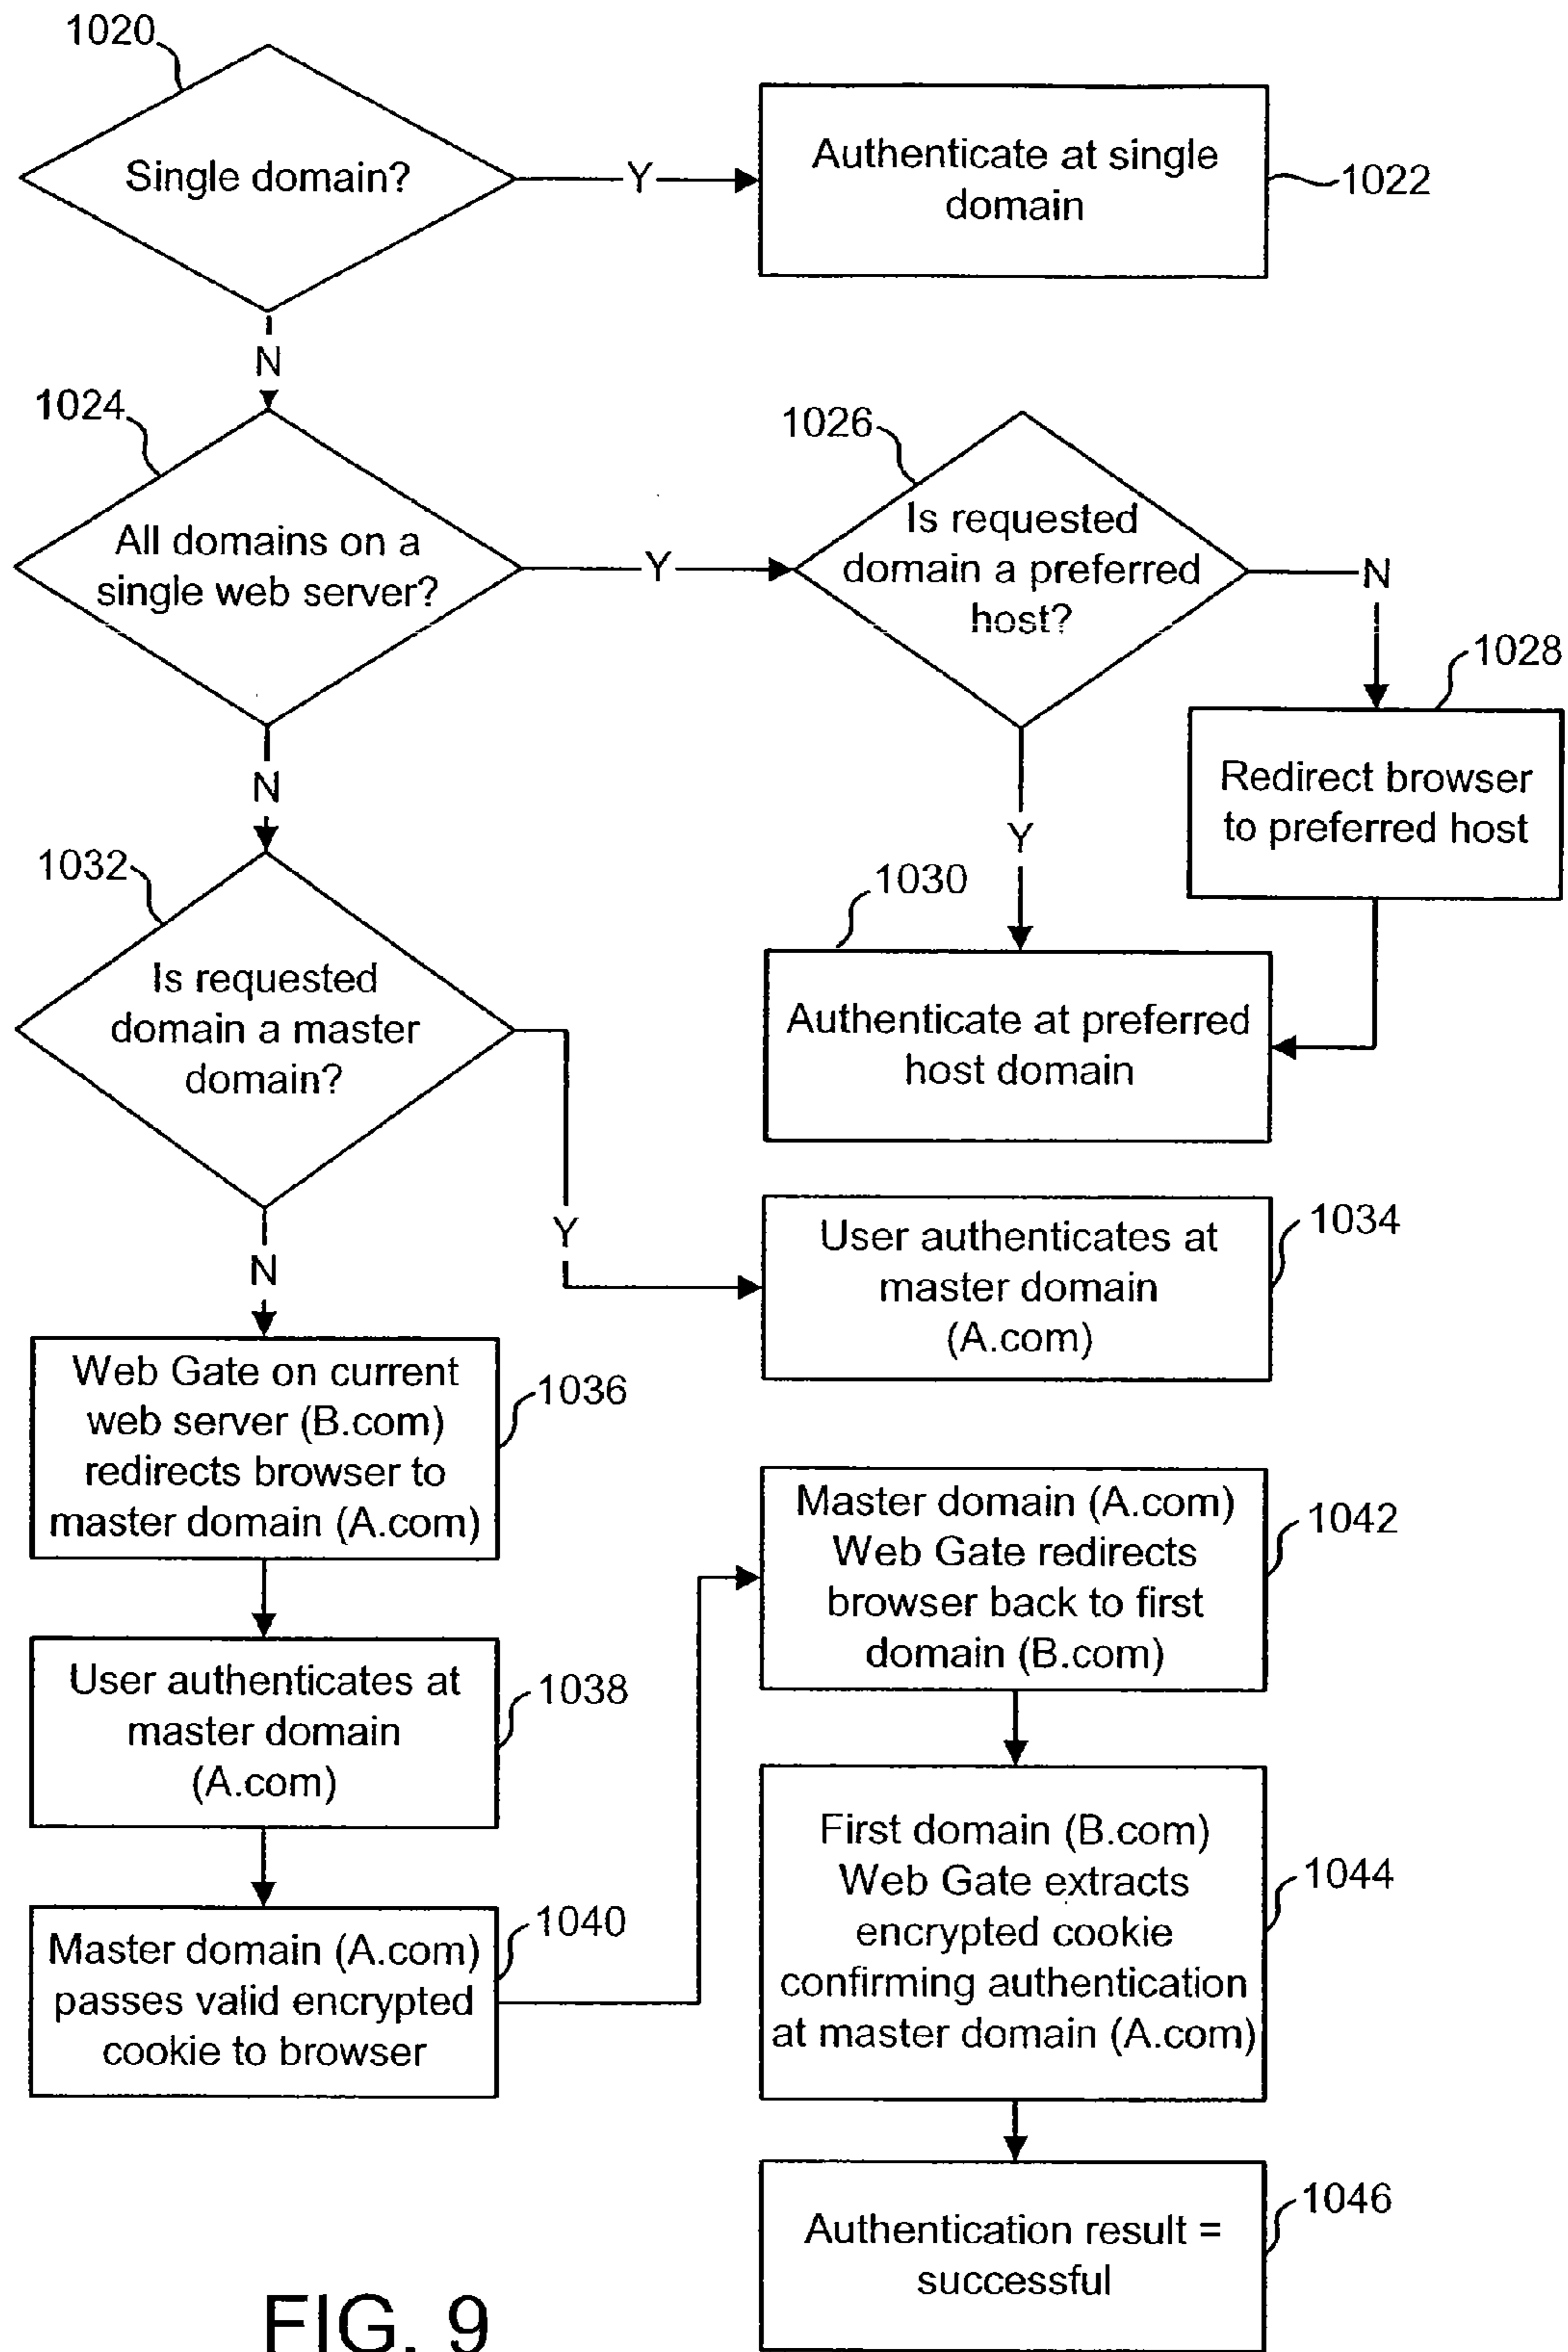 1020
Single domain?
Y
Authenticate at single
domain
1022
N
1024
All domains on a
single web server?
Y
1026
Is requested
domain a preferred
host?
N
1028
Redirect browser
to preferred host
Y
1030
Authenticate at preferred
host domain
N
1032
Is requested
domain a master
domain?
Y
1034
User authenticates at
master domain
(A.com)
N
Web Gate on current
web server (B.com)
redirects browser to
master domain (A.com)
1036
User authenticates at
master domain
(A.com)
1038
Master domain (A.com)
passes valid encrypted
cookie to browser
1040
Master domain (A.com)
Web Gate redirects
browser back to first
domain (B.com)
1042
First domain (B.com)
Web Gate extracts
encrypted cookie
confirming authentication
at master domain (A.com)
1044
Authentication result =
successful
1046
FIG. 9